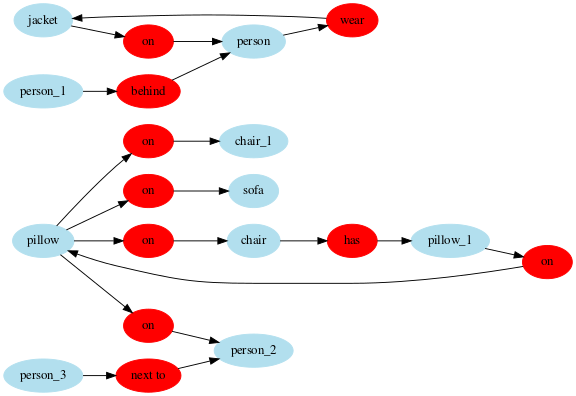 jacket
on
person
wear
person_1
behind
on
chair_1
on
sofa
pillow
on
chair
has
pillow_1
on
on
person_2
person_3
next to